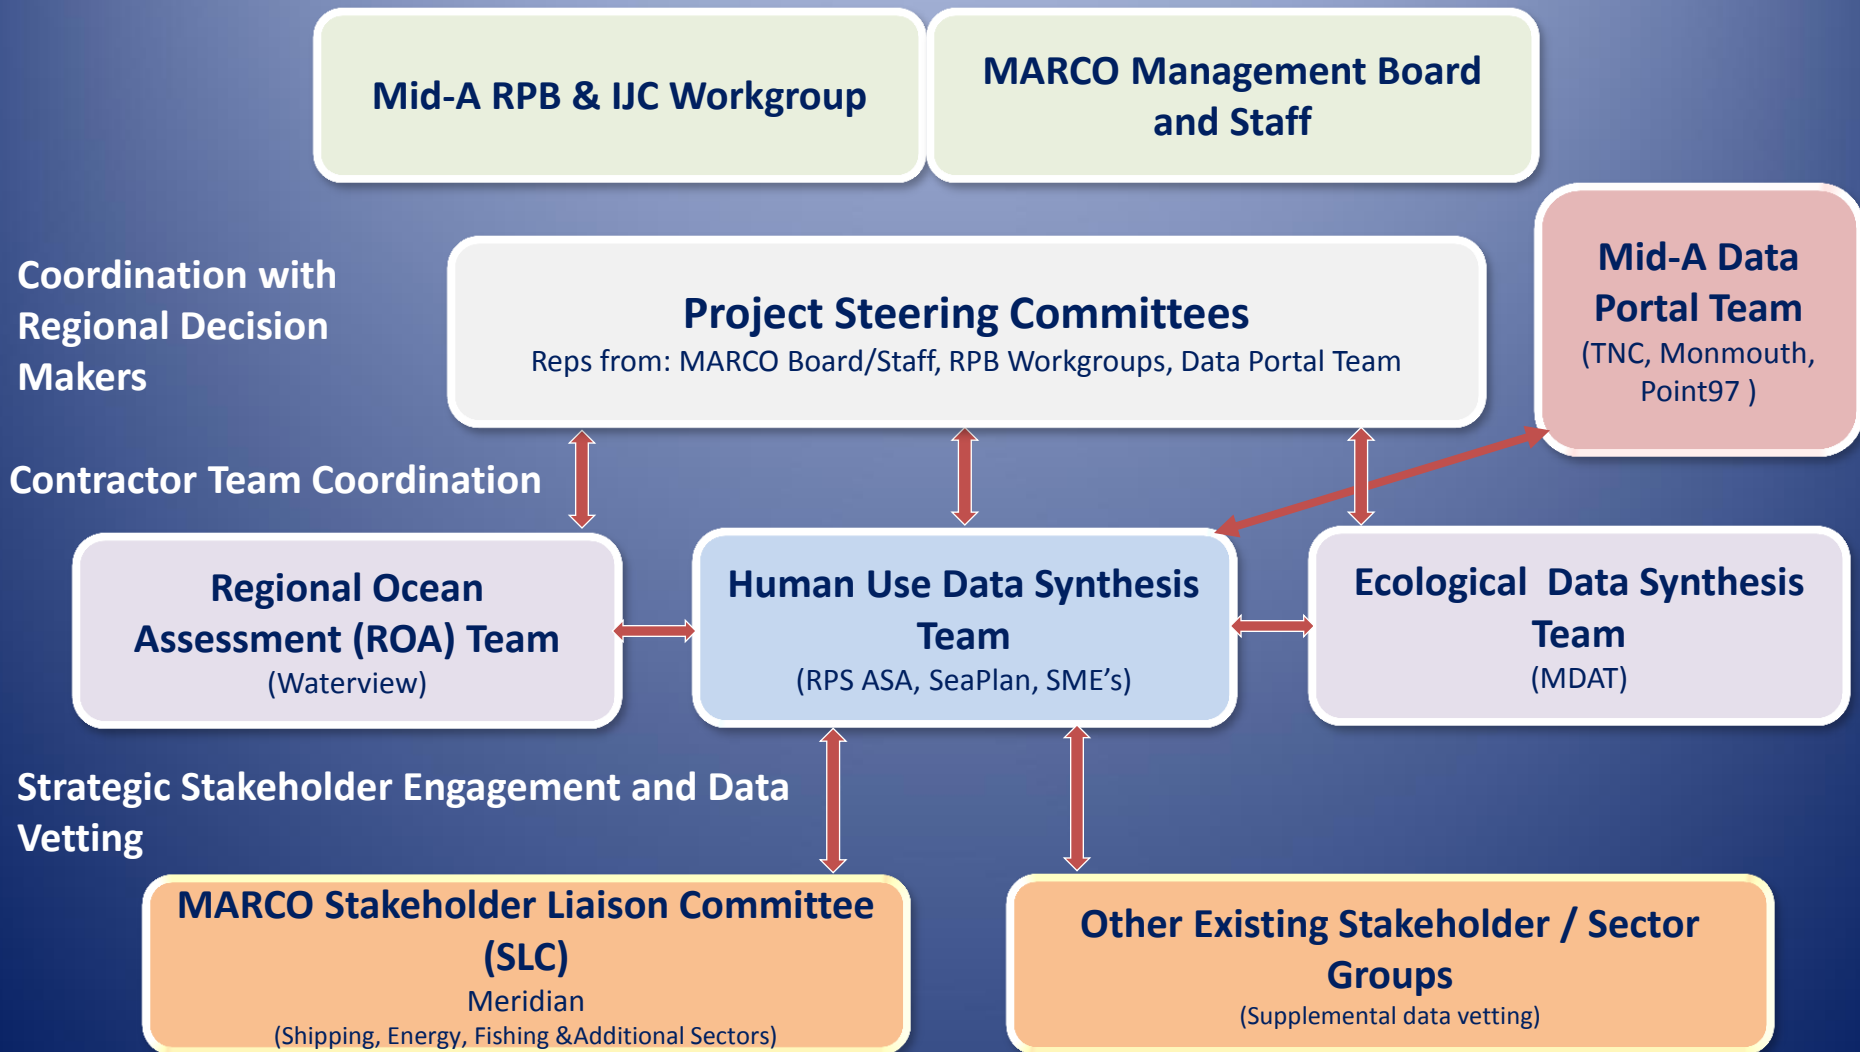 Mid-A RPB & IJC Workgroup
MARCO Management Board
and Staff
Coordination with
Regional Decision
Makers
Project Steering Committees
Reps from: MARCO Board/Staff, RPB Workgroups, Data Portal Team
Mid-A Data
Portal Team
(TNC, Monmouth,
Point97 )
Contractor Team Coordination
Regional Ocean
Assessment (ROA) Team
(Waterview)
Human Use Data Synthesis
Team
(RPS ASA, SeaPlan, SME’s)
Ecological  Data Synthesis
Team
(MDAT)
Strategic Stakeholder Engagement and Data
Vetting
MARCO Stakeholder Liaison Committee
(SLC)
Meridian
(Shipping, Energy, Fishing &Additional Sectors)
Other Existing Stakeholder / Sector
Groups
(Supplemental data vetting)